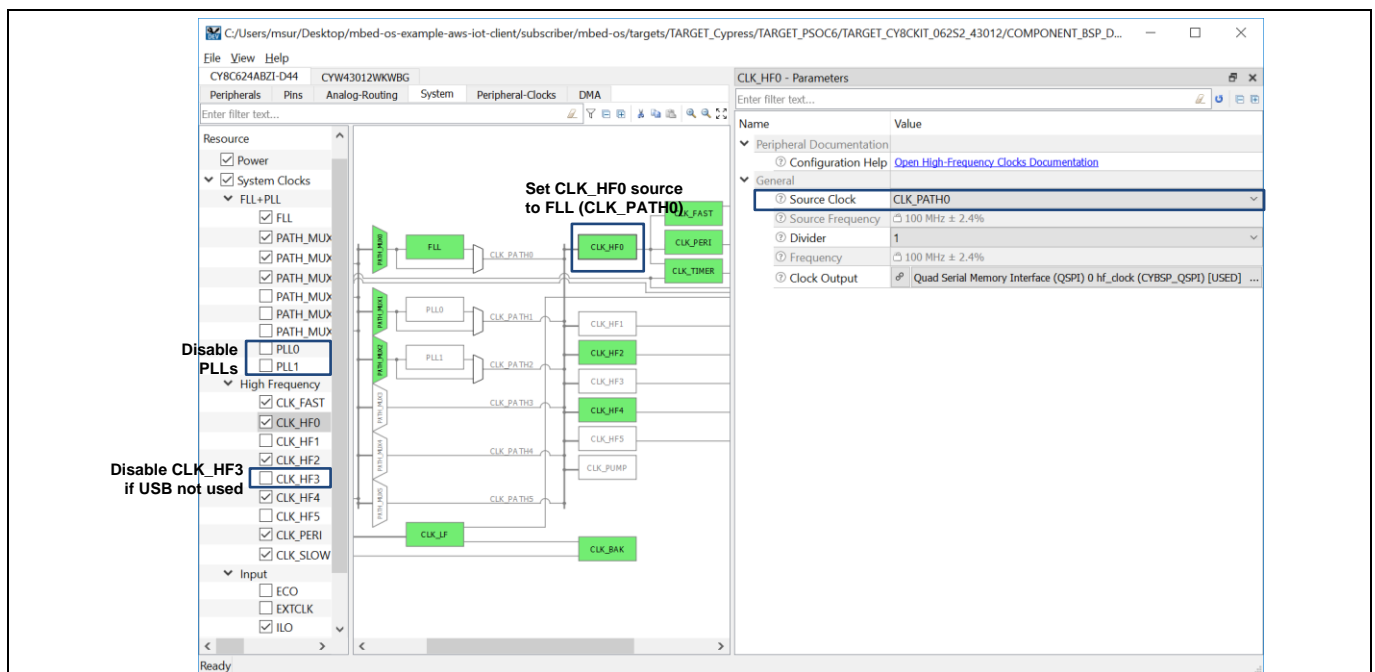 C:/Users/msur/Desktop/mbed-os-example-aws-iot-client/subscriber/mbed-os/targets/TARGET_Cypress/TARGET_PSOC6/TARGET_CY8CKIT_062S2_43012/COMPONENT_BSP_D...
File View Help
CY8C624ABZI-D44 CYW43012WKWBG
Peripherals Pins Analog-Routing System Peripheral-Clocks DMA
Enter filter text...
Resource
Power
System Clocks
FLL+PLL
FLL
PATH_MUX
PATH_MUX
PATH_MUX
PATH_MUX
PATH_MUX
PATH_MUX
PLL0
PLL1
High Frequency
CLK_FAST
CLK_HF0
CLK_HF1
CLK_HF2
CLK_HF3
CLK_HF4
CLK_HF5
CLK_PERI
CLK_SLOW
Input
ECO
EXTCLK
ILO
Ready
Disable
PLLs
Disable CLK_HF3
if USB not used
Set CLK_HF0 source
to FLL (CLK_PATH0)
PATH_MUX0
FLL
CLK_PATH0
PATH_MUX1
PLL0
CLK_PATH1
PATH_MUX2
PLL1
CLK_PATH2
PATH_MUX3
CLK_PATH3
PATH_MUX4
CLK_PATH4
PATH_MUX5
CLK_PATH5
CLK_LF
CLK_HF0
CLK_HF1
CLK_HF2
CLK_HF3
CLK_HF4
CLK_HF5
CLK_PUMP
CLK_BAK
CLK_FAST
CLK_PERI
CLK_TIMER
CLK_HF0 - Parameters
Enter filter text...
Name Value
Peripheral Documentation
Configuration Help Open High-Frequency Clocks Documentation
General
Source Clock CLK_PATH0
Source Frequency 100 MHz ± 2.4%
Divider 1
Frequency 100 MHz ± 2.4%
Clock Output Quad Serial Memory Interface (QSPI) 0 hf_clock (CYBSP_QSPI) [USED] ...